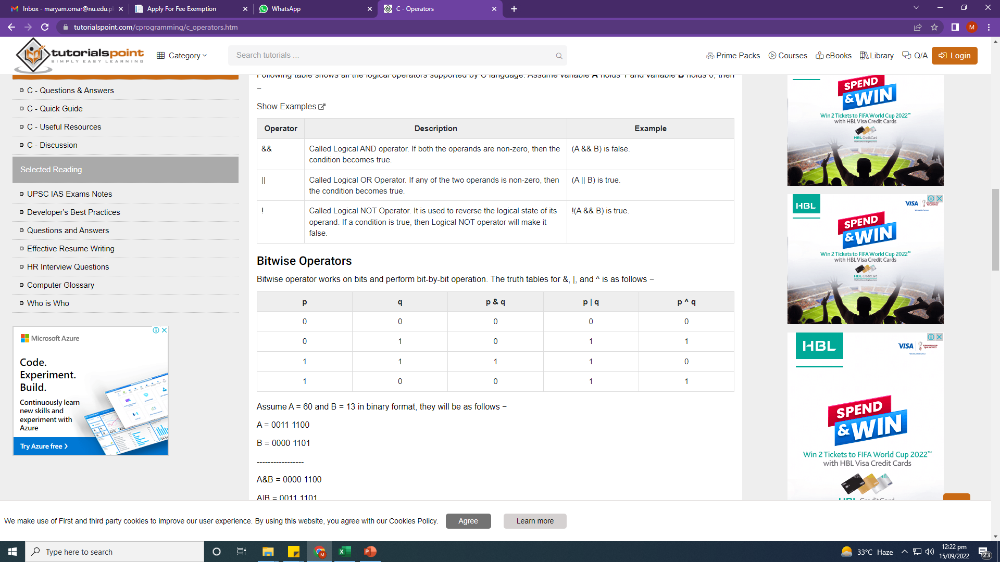 Inbox - maryam.omar@nu.edu.p
Apply For Fee Exemption
WhatsApp
C - Operators
tutorialspoint.com/cprogramming/c_operators.htm
M
tutorialspoint
SIMPLY EASY LEARNING
Category
Search tutorials ...
Prime Packs
Courses
eBooks
Library
Q/A
Login
C - Questions & Answers
C - Quick Guide
C - Useful Resources
C - Discussion
Selected Reading
UPSC IAS Exams Notes
Developer's Best Practices
Questions and Answers
Effective Resume Writing
HR Interview Questions
Computer Glossary
Who is Who
Microsoft Azure
Code.
Experiment.
Build.
Continuously learn
new skills and
experiment with
Azure
Try Azure free >
Following table shows all the logical operators supported by C language. Assume variable A holds 1 and variable B holds 0, then
−
Show Examples
Operator Description Example
&& Called Logical AND operator. If both the operands are non-zero, then the condition becomes true. (A && B) is false.
|| Called Logical OR Operator. If any of the two operands is non-zero, then the condition becomes true. (A || B) is true.
! Called Logical NOT Operator. It is used to reverse the logical state of its operand. If a condition is true, then Logical NOT operator will make it false. !(A && B) is true.
Bitwise Operators
Bitwise operator works on bits and perform bit-by-bit operation. The truth tables for &, |, and ^ is as follows −
p q p & q p | q p ^ q
0 0 0 0 0
0 1 0 1 1
1 1 1 1 0
1 0 0 1 1
Assume A = 60 and B = 13 in binary format, they will be as follows −
A = 0011 1100
B = 0000 1101
-----------------
A&B = 0000 1100
A|B = 0011 1101
SPEND
&WIN
Win 2 Tickets to FIFA World Cup 2022™
with HBL Visa Credit Cards
HBL CreditCard
HBL
VISA
SPEND
&WIN
Win 2 Tickets to FIFA World Cup 2022™
with HBL Visa Credit Cards
HBL CreditCard
HBL
VISA
SPEND
&WIN
Win 2 Tickets to FIFA World Cup 2022™
with HBL Visa Credit Cards
HBL CreditCard
We make use of First and third party cookies to improve our user experience. By using this website, you agree with our Cookies Policy.
Agree
Learn more
Type here to search
33°C Haze
12:22 pm
15/09/2022
23